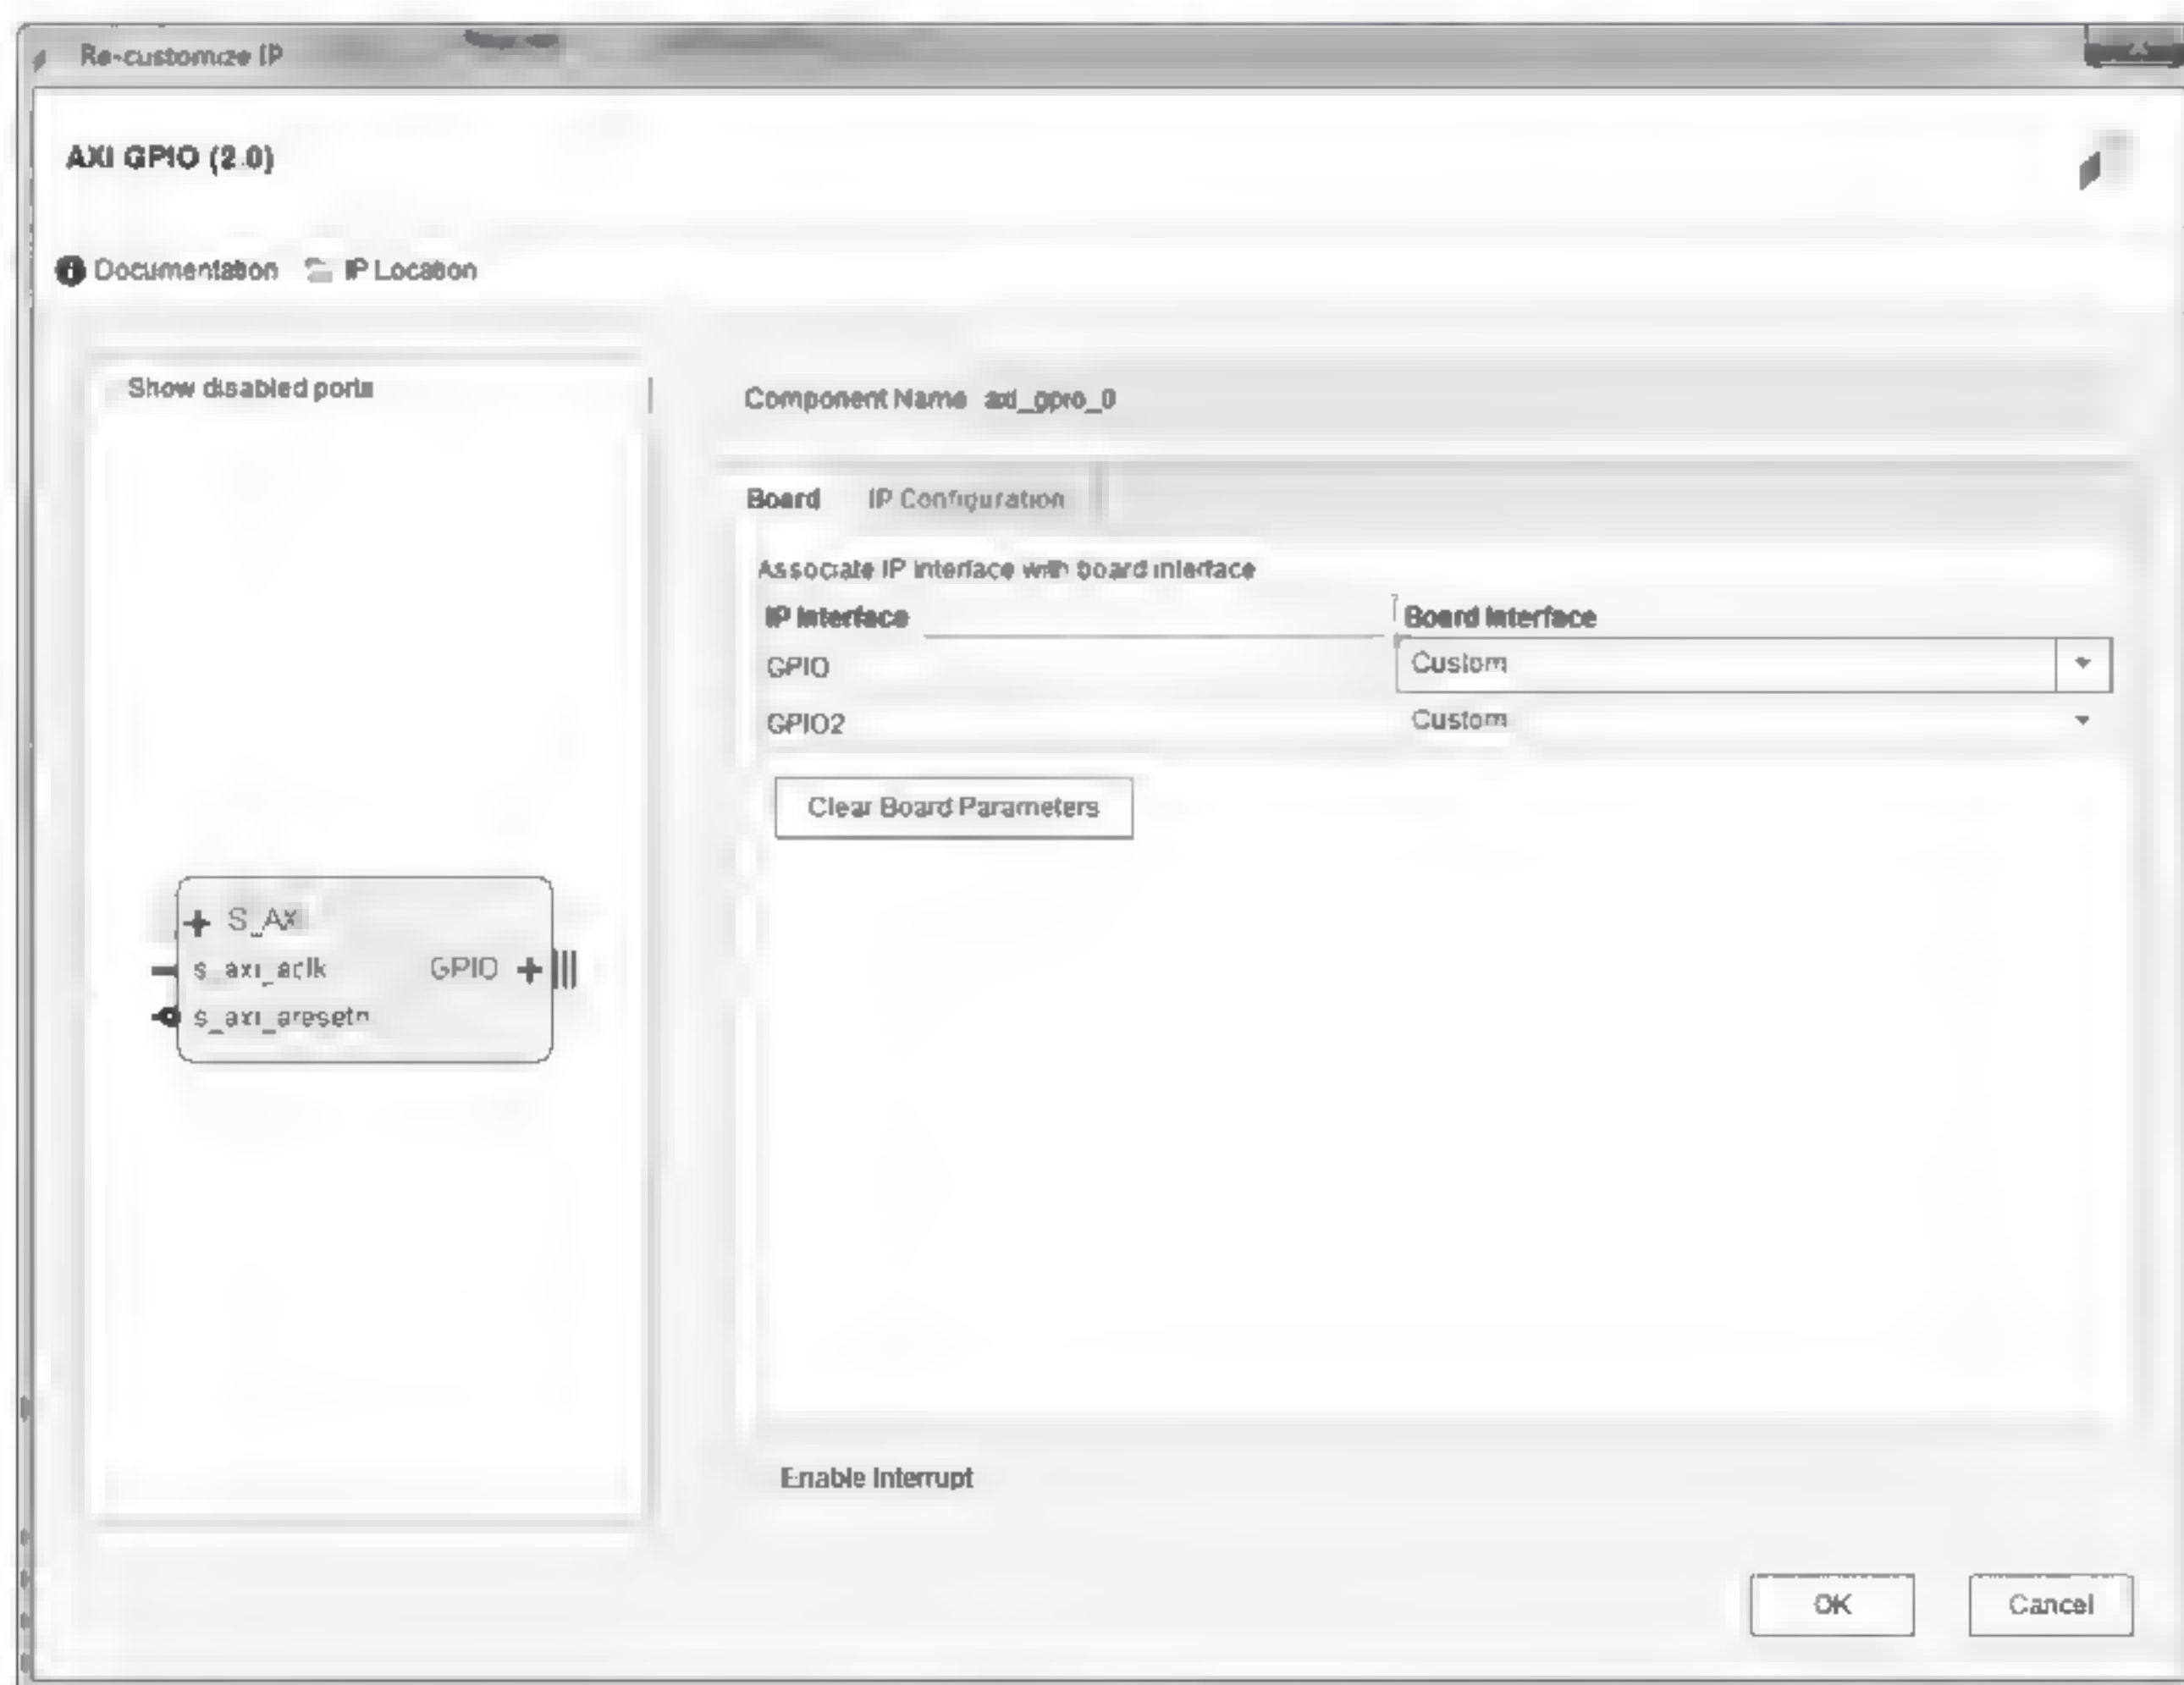 Re-customize IP
AXI GPIO (2.0)
Documentation IP Location
Show disabled ports
Component Name axi_gpio_0
Board IP Configuration
Associate IP interface with board interface
IP Interface Board Interface
GPIO Custom
GPIO2 Custom
Clear Board Parameters
S_AXI
s_axi_aclk GPIO
s_axi_aresetn
Enable Interrupt
OK Cancel